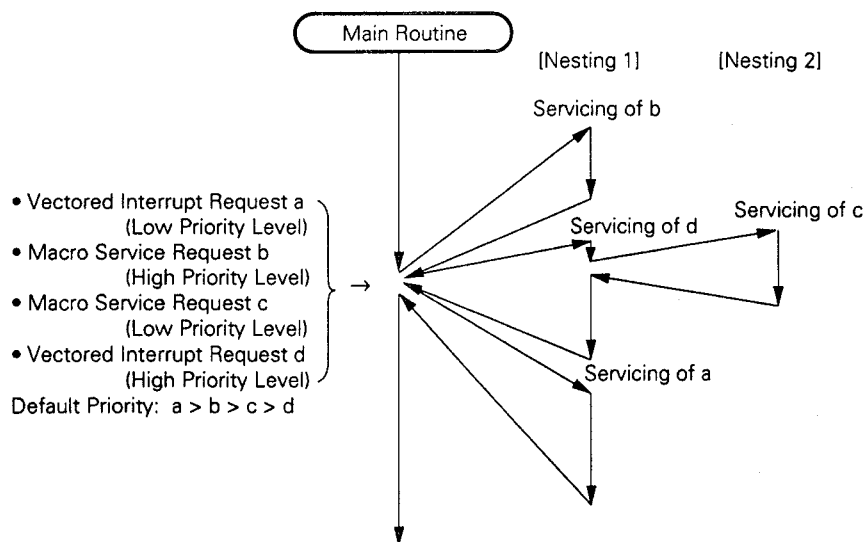 Main Routine
[Nesting 1]
[Nesting 2]
Servicing of b
• Vectored Interrupt Request a
(Low Priority Level)
• Macro Service Request b
(High Priority Level)
• Macro Service Request c
(Low Priority Level)
• Vectored Interrupt Request d
(High Priority Level)
Default Priority: a > b > c > d
→
Servicing of d
Servicing of c
Servicing of a